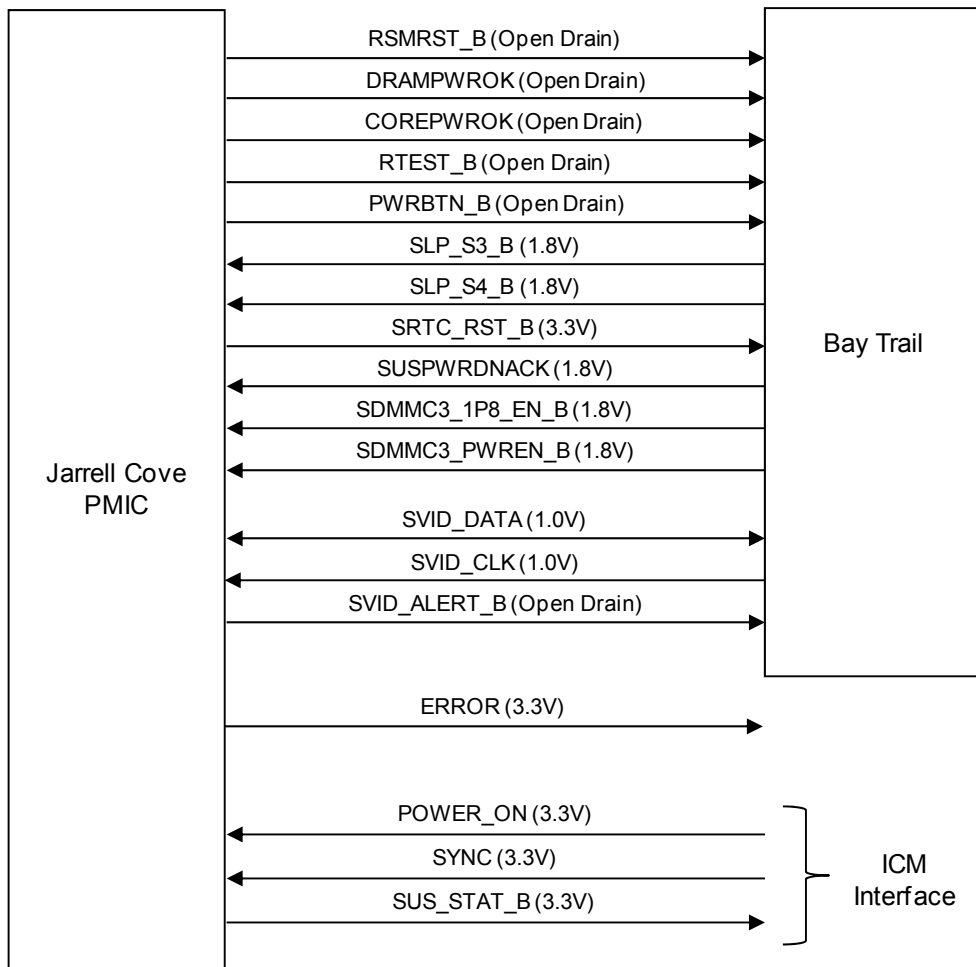 RSMRST_B (Open Drain)
DRAMPWROK (Open Drain)
COREPWROK (Open Drain)
RTEST_B (Open Drain)
PWRBTN_B (Open Drain)
SLP_S3_B (1.8V)
SLP_S4_B (1.8V)
SRTC_RST_B (3.3V)
SUSPWRDNACK (1.8V)
SDMMC3_1P8_EN_B (1.8V)
SDMMC3_PWREN_B (1.8V)
SVID_DATA (1.0V)
SVID_CLK (1.0V)
SVID_ALERT_B (Open Drain)
ERROR (3.3V)
POWER_ON (3.3V)
SYNC (3.3V)
SUS_STAT_B (3.3V)
Jarrell Cove
PMIC
Bay Trail
ICM
Interface